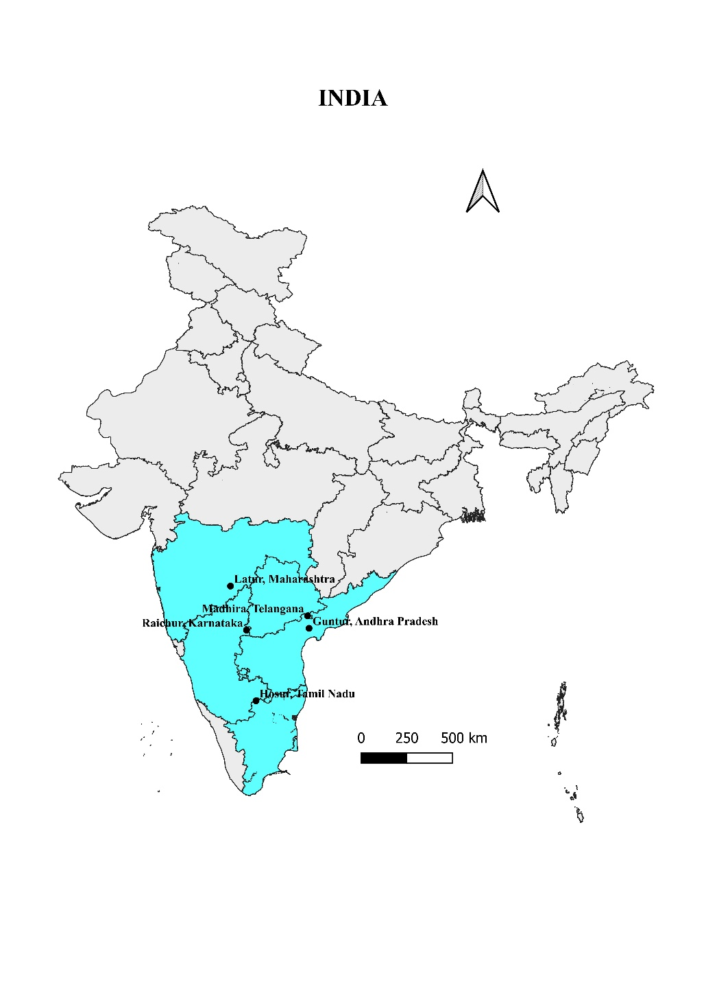 INDIA
Latur, Maharashtra
Madhira, Telangana
Raichur, Karnataka
Guntur, Andhra Pradesh
Hosur, Tamil Nadu
0 250 500 km